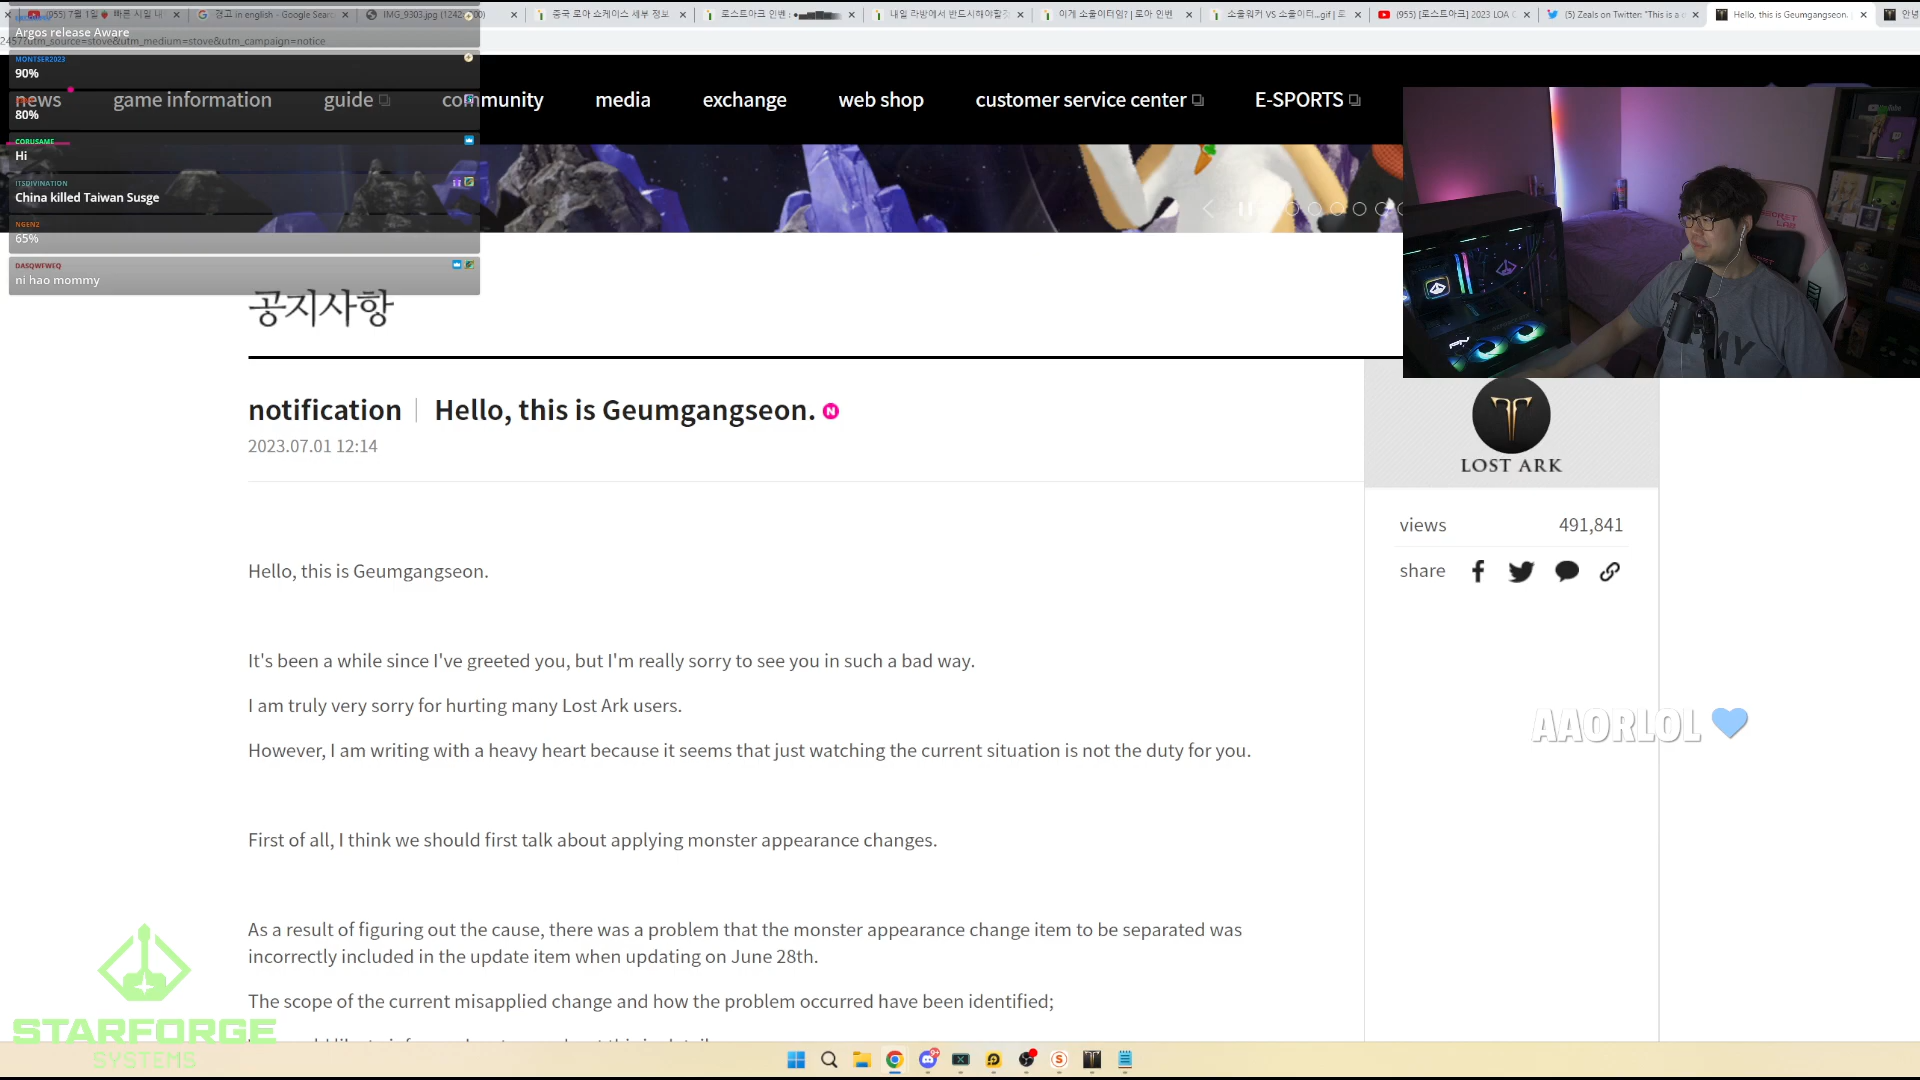 (955) 7월 1일
빠른 시일 내
경고 in english - Google Sear
IMG_9303.jpg (1242
중국 로아 쇼케이스 세부 정보
로스트아크 인벤 :
내일 라방에서 반드시해야할
이게 소울이터임? | 로아 인벤
소울워커 VS 소울이터...gif | 로
(955) [로스트아크] 2023 LOA
(5) Zeals on Twitter: "This is a
Hello, this is Geumgangseon.
안녕
2457?utm_source=stove&utm_medium=stove&utm_campaign=notice
Argos release Aware
MONTSER2023
90%
80%
CORUSAME
Hi
ITSDIVINATION
China killed Taiwan Susge
NGEN2
65%
DASQWFWEQ
ni hao mommy
news
game information
guide
community
media
exchange
web shop
customer service center
E-SPORTS
공지사항
notification
Hello, this is Geumgangseon.
N
2023.07.01 12:14
LOST ARK
views 491,841
share
Hello, this is Geumgangseon.
It's been a while since I've greeted you, but I'm really sorry to see you in such a bad way.
I am truly very sorry for hurting many Lost Ark users.
However, I am writing with a heavy heart because it seems that just watching the current situation is not the duty for you.
AAORLOL
First of all, I think we should first talk about applying monster appearance changes.
As a result of figuring out the cause, there was a problem that the monster appearance change item to be separated was
incorrectly included in the update item when updating on June 28th.
The scope of the current misapplied change and how the problem occurred have been identified;
STARFORGE
SYSTEMS